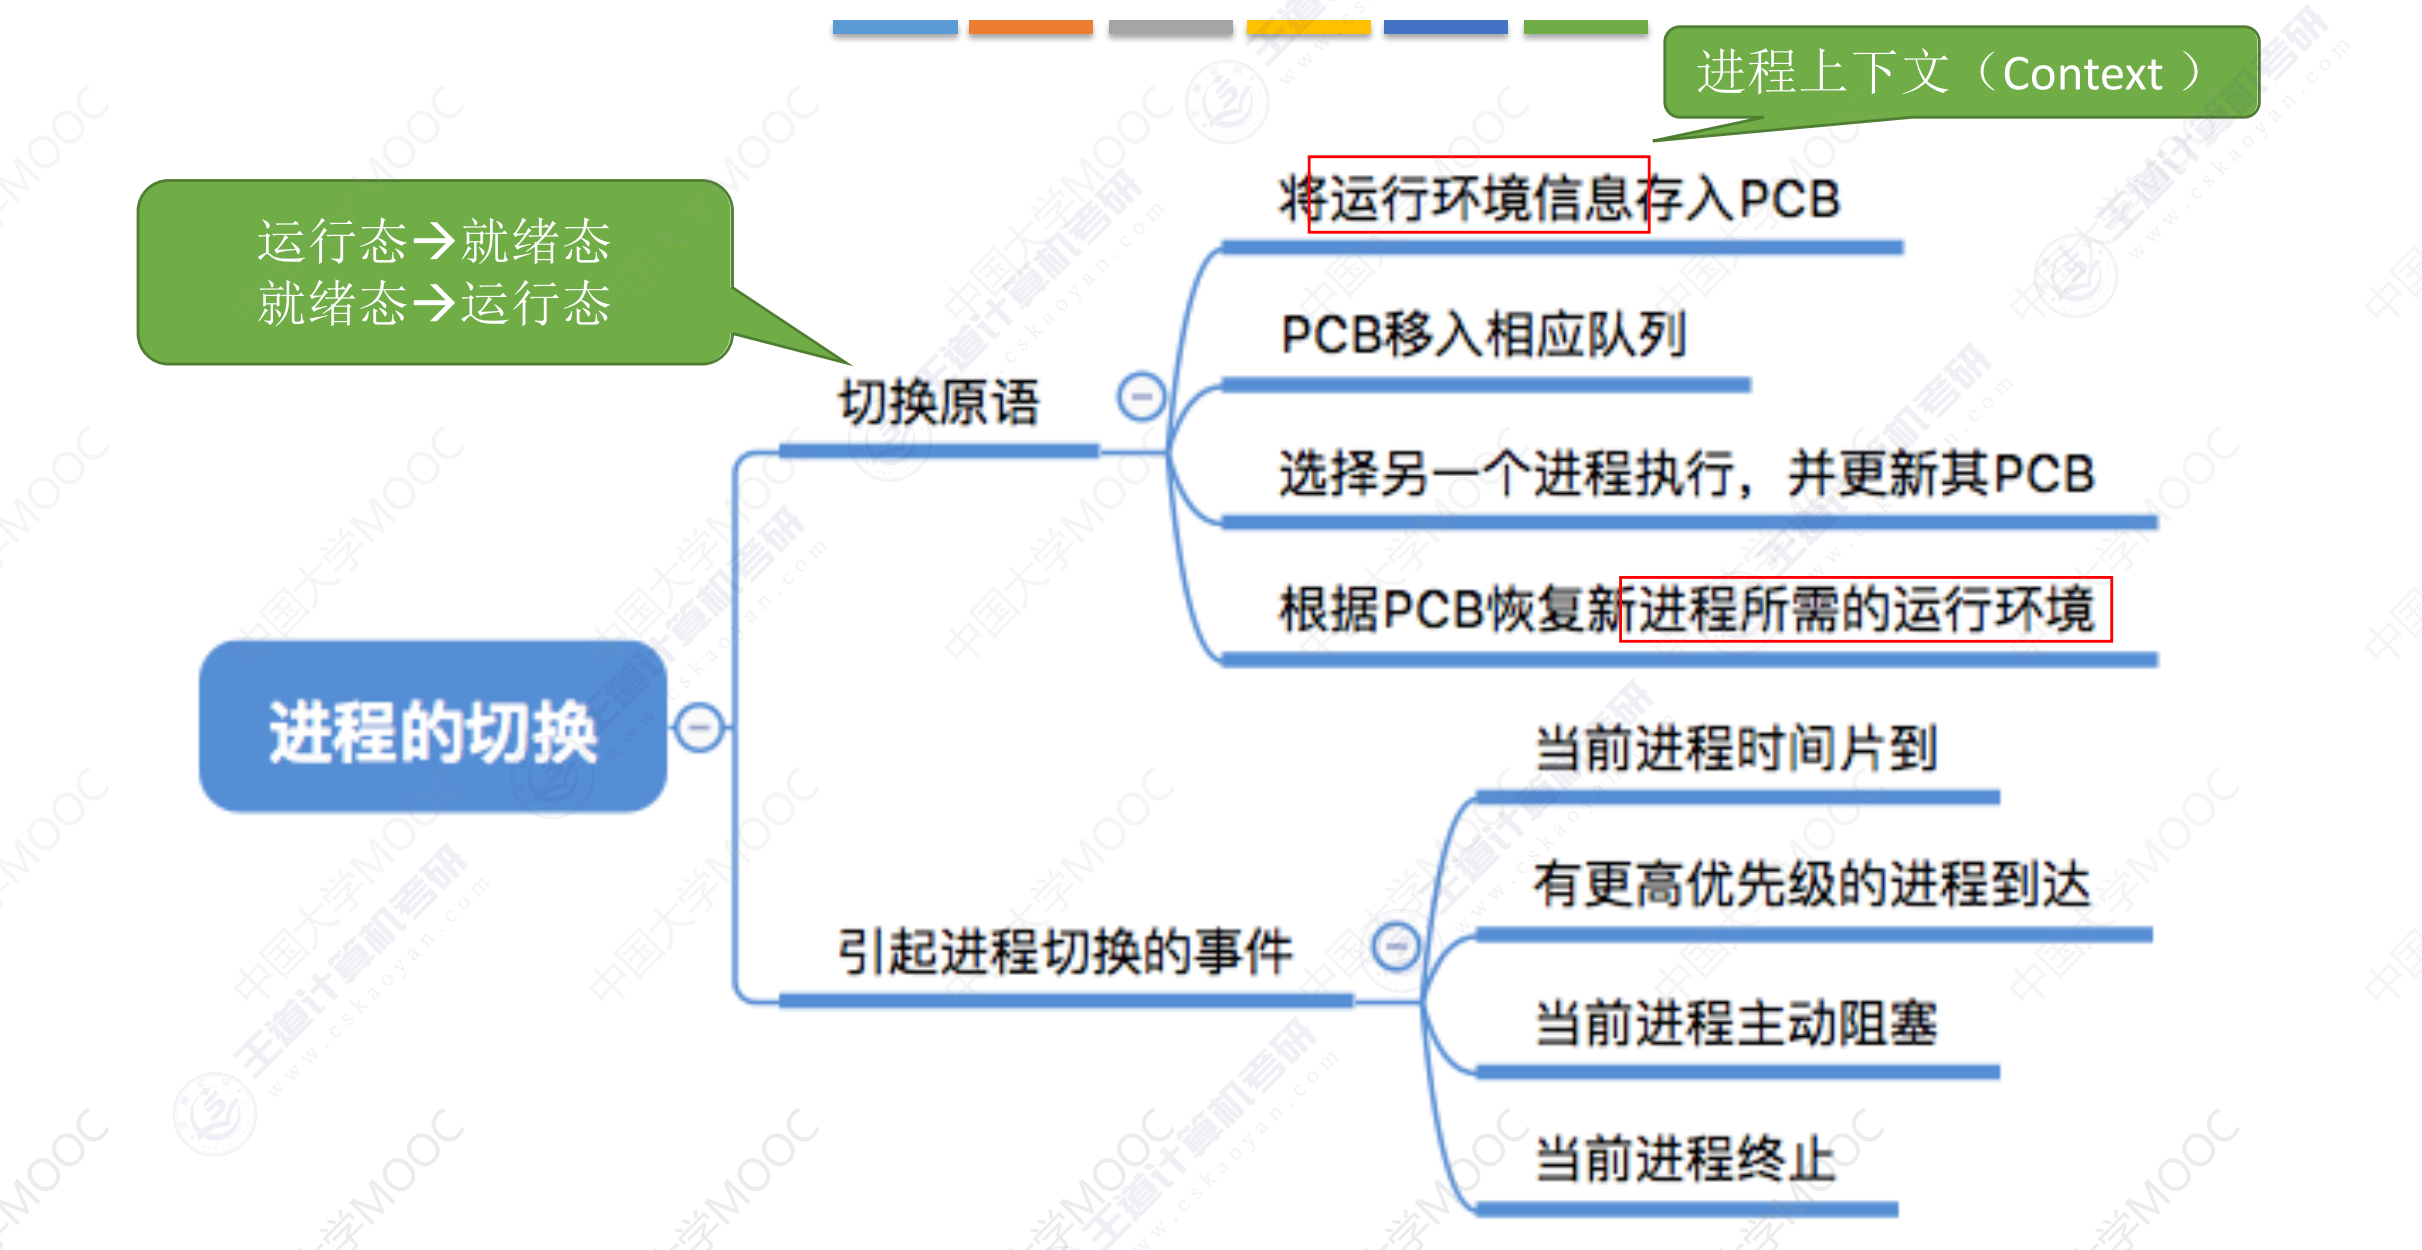 进程上下文（Context ）
运行态→就绪态
就绪态→运行态
将运行环境信息存入PCB
PCB移入相应队列
切换原语
选择另一个进程执行，并更新其PCB
根据PCB恢复新进程所需的运行环境
进程的切换
当前进程时间片到
有更高优先级的进程到达
引起进程切换的事件
当前进程主动阻塞
当前进程终止
中国大学MOOC
王道计算机考研
www.cskaoyan.com